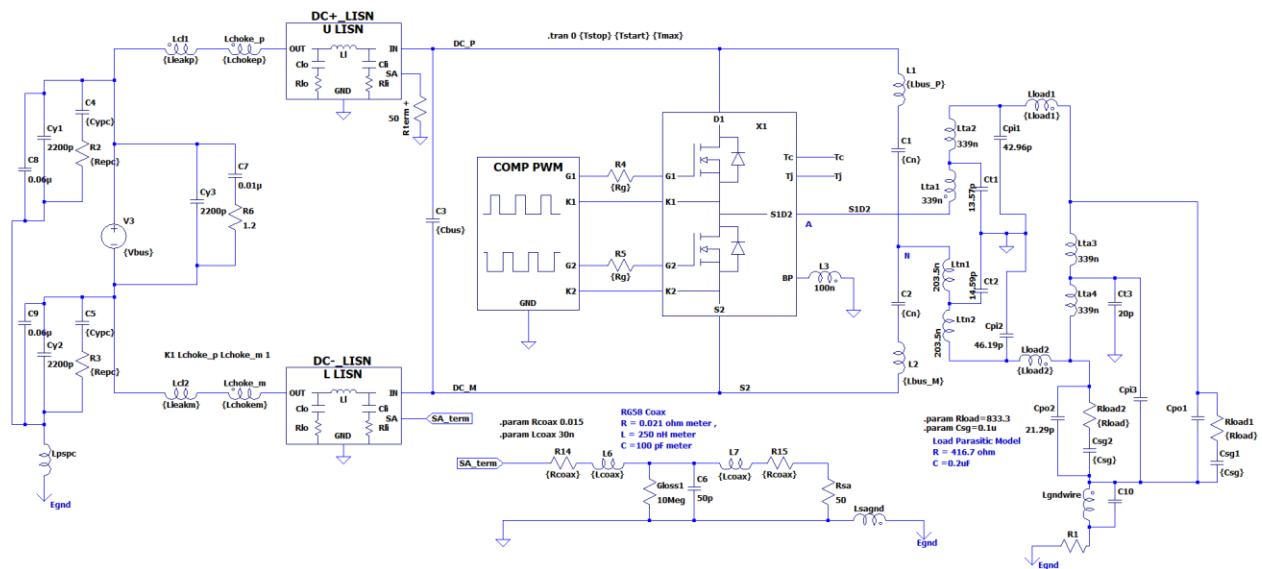 DC+_LISN
U LISN
OUT
IN
Ll
Clo
Cli
SA
Rlo
Rli
GND
Lcl1
{Lleakp}
Lchoke_p
{Lchokep}
DC_P
.tran 0 {Tstop} {Tstart} {Tmax}
Rterm +
50
C8
0.06µ
Cy1
2200p
C4
{Cypc}
R2
{Repc}
Cy3
2200p
C7
0.01µ
R6
1.2
V3
{Vbus}
C9
0.06µ
Cy2
2200p
C5
{Cypc}
R3
{Repc}
K1 Lchoke_p Lchoke_m 1
Lcl2
{Lleakm}
Lchoke_m
{Lchokem}
DC-_LISN
L LISN
OUT
IN
Ll
Clo
Cli
SA
Rlo
Rli
GND
SA_term
DC_M
Lpspc
Egnd
C3
{Cbus}
COMP PWM
G1
K1
G2
K2
GND
R4
{Rg}
R5
{Rg}
X1
D1
G1
K1
Tc
Tj
S1D2
G2
K2
BP
S2
Tc
Tj
S1D2
A
L3
100n
S2
L1
{Lbus_P}
C1
{Cn}
N
C2
{Cn}
L2
{Lbus_M}
Lta2
339n
Lta1
339n
Cpi1
42.96p
Ct1
13.57p
Ltn1
203.5n
Ltn2
203.5n
Ct2
14.59p
Cpi2
46.19p
Lload1
{Lload1}
Lload2
{Lload2}
Lta3
339n
Lta4
339n
Ct3
20p
Cpi3
Cpo1
Cpo2
21.29p
Rload2
{Rload}
Csg2
{Csg}
Rload1
{Rload}
Csg1
{Csg}
Lgndwire
C10
R1
Egnd
.param Rcoax 0.015
.param Lcoax 30n
RG58 Coax
R = 0.021 ohm meter ,
L = 250 nH meter
C =100 pF meter
.param Rload=833.3
.param Csg=0.1u
Load Parasitic Model
R = 416.7 ohm
C =0.2uF
SA_term
R14
{Rcoax}
L6
{Lcoax}
Gloss1
10Meg
C6
50p
L7
{Lcoax}
R15
{Rcoax}
Rsa
50
Lsagnd
Egnd